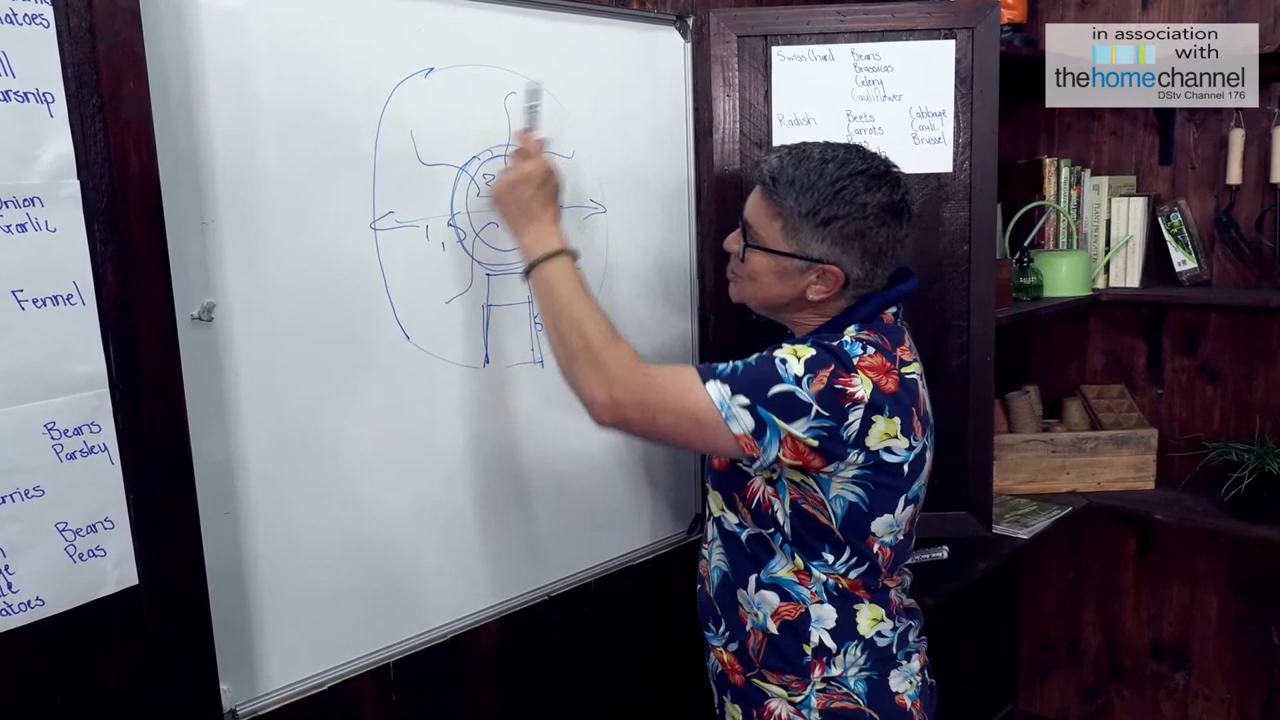 atoes
arsnip
Onion
Garlic
Fennel
Beans
Parsley
rries
Beans
Peas
atoes
Swiss Chard Beans
Brassicas
Celery
Cauliflower
Radish Beets Cabbage
Carrots Cauli.
Brussel
in association
with
thehomechannel
DStv Channel 176